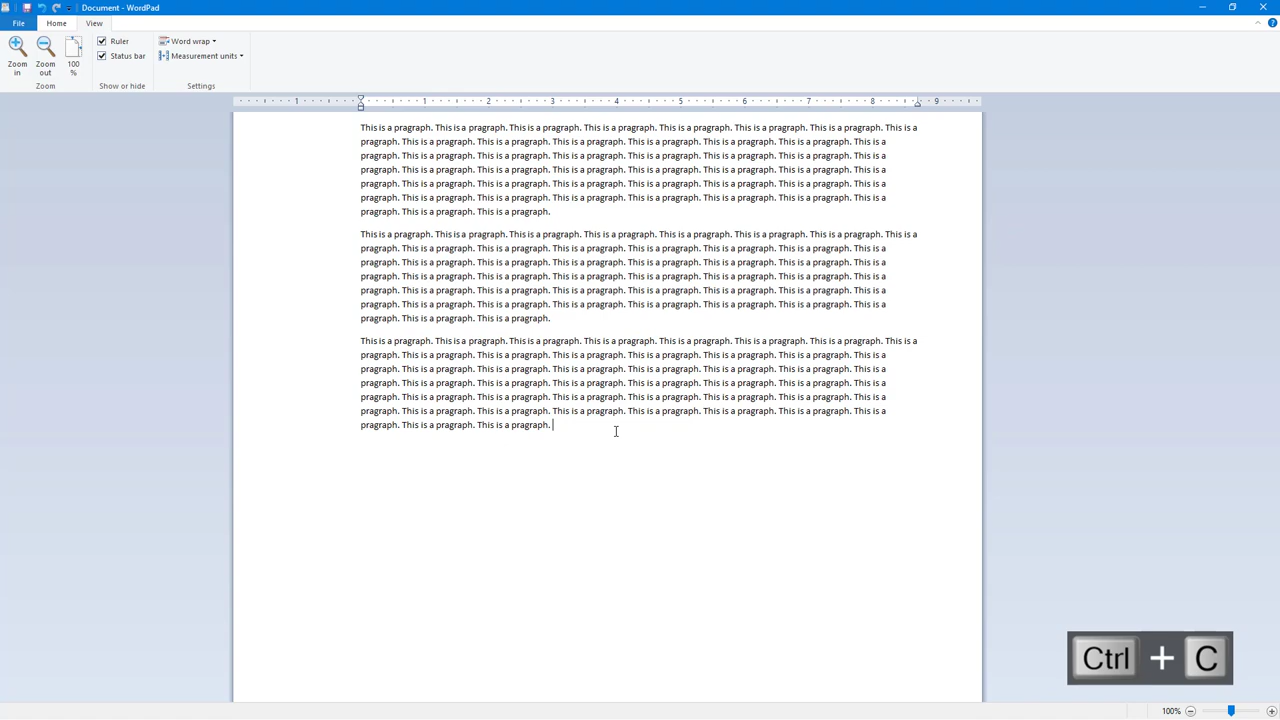 Document - WordPad
File Home View
Zoom in
Zoom out
100 %
Ruler
Status bar
Word wrap
Measurement units
Zoom
Show or hide
Settings
1 1 2 3 4 5 6 7 8 9
This is a pragraph. This is a pragraph. This is a pragraph. This is a pragraph. This is a pragraph. This is a pragraph. This is a pragraph. This is a
pragraph. This is a pragraph. This is a pragraph. This is a pragraph. This is a pragraph. This is a pragraph. This is a pragraph. This is a
pragraph. This is a pragraph. This is a pragraph. This is a pragraph. This is a pragraph. This is a pragraph. This is a pragraph. This is a
pragraph. This is a pragraph. This is a pragraph. This is a pragraph. This is a pragraph. This is a pragraph. This is a pragraph. This is a
pragraph. This is a pragraph. This is a pragraph. This is a pragraph. This is a pragraph. This is a pragraph. This is a pragraph. This is a
pragraph. This is a pragraph. This is a pragraph. This is a pragraph. This is a pragraph. This is a pragraph. This is a pragraph. This is a
pragraph. This is a pragraph. This is a pragraph.
This is a pragraph. This is a pragraph. This is a pragraph. This is a pragraph. This is a pragraph. This is a pragraph. This is a pragraph. This is a
pragraph. This is a pragraph. This is a pragraph. This is a pragraph. This is a pragraph. This is a pragraph. This is a pragraph. This is a
pragraph. This is a pragraph. This is a pragraph. This is a pragraph. This is a pragraph. This is a pragraph. This is a pragraph. This is a
pragraph. This is a pragraph. This is a pragraph. This is a pragraph. This is a pragraph. This is a pragraph. This is a pragraph. This is a
pragraph. This is a pragraph. This is a pragraph. This is a pragraph. This is a pragraph. This is a pragraph. This is a pragraph. This is a
pragraph. This is a pragraph. This is a pragraph. This is a pragraph. This is a pragraph. This is a pragraph. This is a pragraph. This is a
pragraph. This is a pragraph. This is a pragraph.
This is a pragraph. This is a pragraph. This is a pragraph. This is a pragraph. This is a pragraph. This is a pragraph. This is a pragraph. This is a
pragraph. This is a pragraph. This is a pragraph. This is a pragraph. This is a pragraph. This is a pragraph. This is a pragraph. This is a
pragraph. This is a pragraph. This is a pragraph. This is a pragraph. This is a pragraph. This is a pragraph. This is a pragraph. This is a
pragraph. This is a pragraph. This is a pragraph. This is a pragraph. This is a pragraph. This is a pragraph. This is a pragraph. This is a
pragraph. This is a pragraph. This is a pragraph. This is a pragraph. This is a pragraph. This is a pragraph. This is a pragraph. This is a
pragraph. This is a pragraph. This is a pragraph. This is a pragraph. This is a pragraph. This is a pragraph. This is a pragraph. This is a
pragraph. This is a pragraph. This is a pragraph.
Ctrl + C
100%